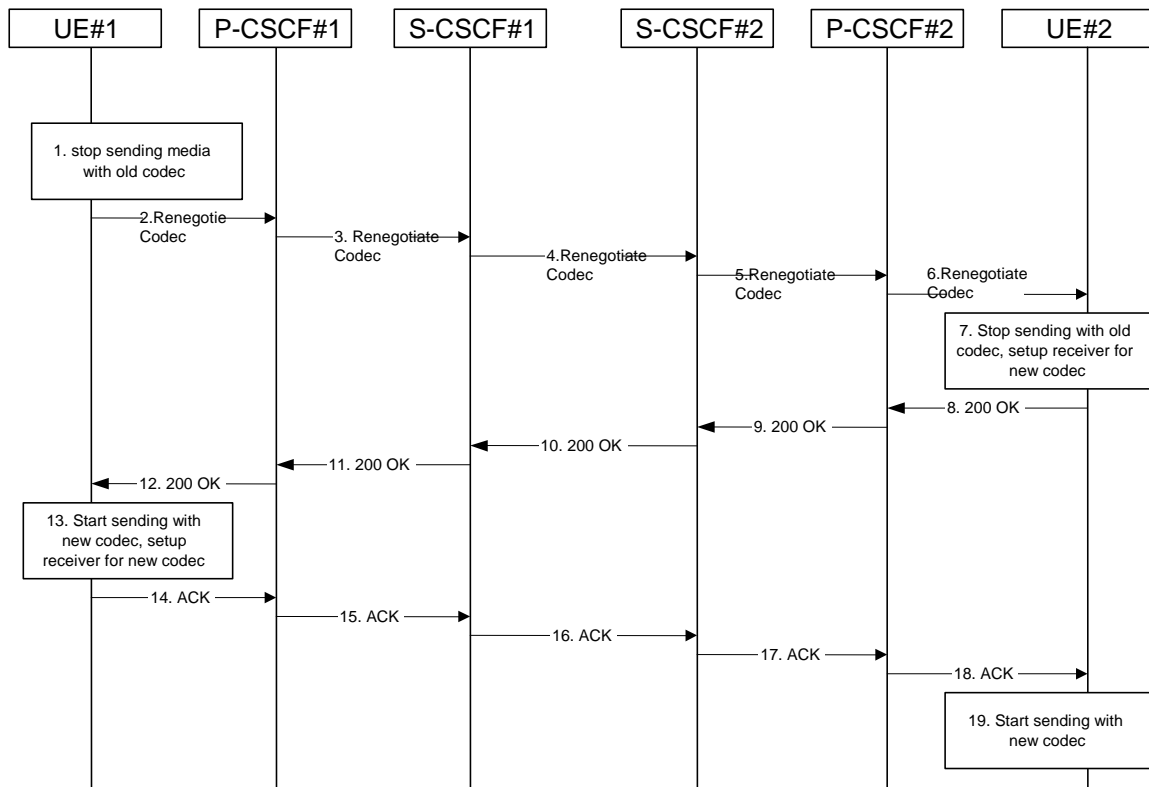 UE#1
P-CSCF#1
S-CSCF#1
S-CSCF#2
P-CSCF#2
UE#2
1. stop sending media
with old codec
2.Renegotie
Codec
3. Renegotiate
Codec
4.Renegotiate
Codec
5.Renegotiate
Codec
6.Renegotiate
Codec
7. Stop sending with old
codec, setup receiver for
new codec
8. 200 OK
9. 200 OK
10. 200 OK
11. 200 OK
12. 200 OK
13. Start sending with
new codec, setup
receiver for new codec
14. ACK
15. ACK
16. ACK
17. ACK
18. ACK
19. Start sending with
new codec